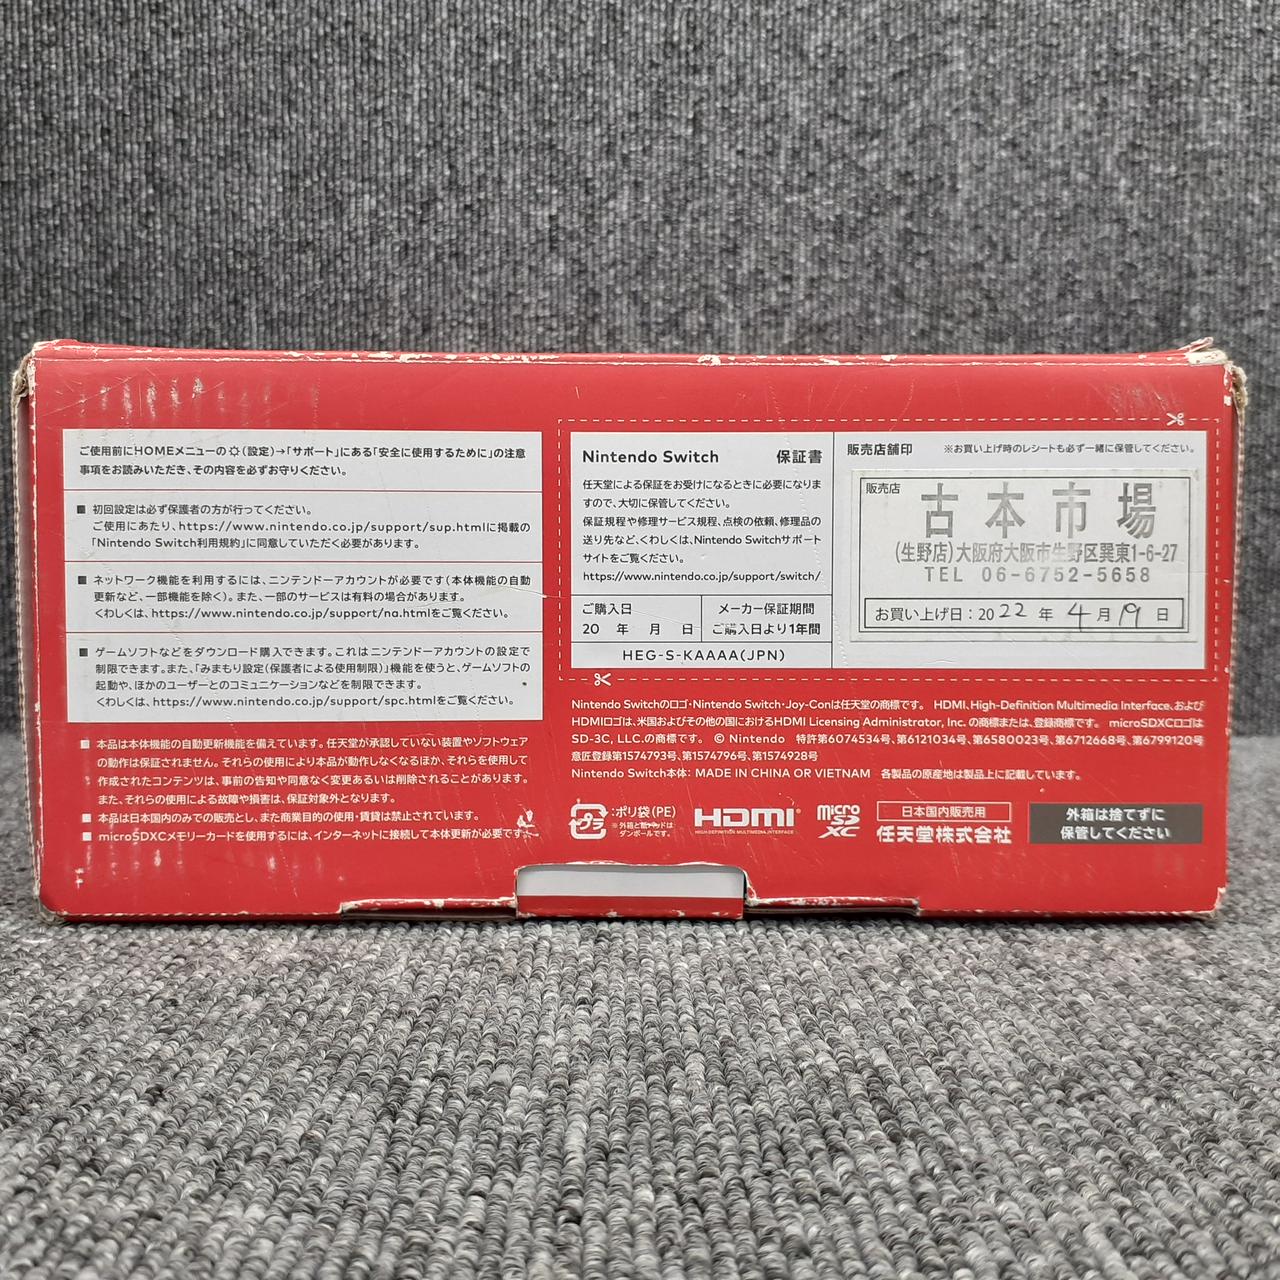 ご使用前にHOMEメニューの(設定)→「サポート」にある「安全に使用するために」の注意
事項をお読みいただき、その内容を必ずお守りください。
■ 初回設定は必ず保護者の方が行ってください。
ご使用にあたり、https://www.nintendo.co.jp/support/sup.htmlに掲載の
「Nintendo Switch利用規約」に同意していただく必要があります。
■ ネットワーク機能を利用するには、ニンテンドーアカウントが必要です(本体機能の自動
更新など、一部機能を除く)。また、一部のサービスは有料の場合があります。
くわしくは、https://www.nintendo.co.jp/support/na.htmlをご覧ください。
■ ゲームソフトなどをダウンロード購入できます。これはニンテンドーアカウントの設定で
制限できます。また、「みまもり設定(保護者による使用制限)」機能を使うと、ゲームソフトの
起動や、ほかのユーザーとのコミュニケーションなどを制限できます。
くわしくは、https://www.nintendo.co.jp/support/spc.htmlをご覧ください。
■ 本品は本体機能の自動更新機能を備えています。任天堂が承認していない装置やソフトウェア
の動作は保証されません。それらの使用により本品が動作しなくなるほか、それらを使用して
作成されたコンテンツは、事前の告知や同意なく変更あるいは削除されることがあります。
また、それらの使用による故障や損害は、保証対象外となります。
■ 本品は日本国内のみでの販売とし、また商業目的の使用・賃貸は禁止されています。
■ microSDXCメモリーカードを使用するには、インターネットに接続して本体更新が必要です。
Nintendo Switch 保証書
任天堂による保証をお受けになるときに必要になりま
すので、大切に保管してください。
保証規程や修理サービス規程、点検の依頼、修理品の
送り先など、くわしくは、Nintendo Switchサポート
サイトをご覧ください。
https://www.nintendo.co.jp/support/switch/
ご購入日
20 年 月 日
メーカー保証期間
ご購入日より1年間
HEG-S-KAAAA(JPN)
販売店舗印 ※お買い上げ時のレシートも必ず一緒に保管してください。
販売店 古本市場
(生野店)大阪府大阪市生野区巽東1-6-27
TEL 06-6752-5658
お買い上げ日:2022年4月19日
Nintendo Switchのロゴ・Nintendo Switch・Joy-Conは任天堂の商標です。 HDMI、High-Definition Multimedia Interface、および
HDMIロゴは、米国およびその他の国におけるHDMI Licensing Administrator, Inc. の商標または、登録商標です。 microSDXCロゴは
SD-3C, LLC.の商標です。 © Nintendo 特許第6074534号、第6121034号、第6580023号、第6712668号、第6799120号
意匠登録第1574793号、第1574796号、第1574928号
Nintendo Switch本体: MADE IN CHINA OR VIETNAM 各製品の原産地は製品上に記載しています。
プラ :ポリ袋(PE)
※外箱と
ダンボールです。
HDMI
HIGH-DEFINITION MULTIMEDIA INTERFACE
micro
SD
XC
日本国内販売用
任天堂株式会社
外箱は捨てずに
保管してください